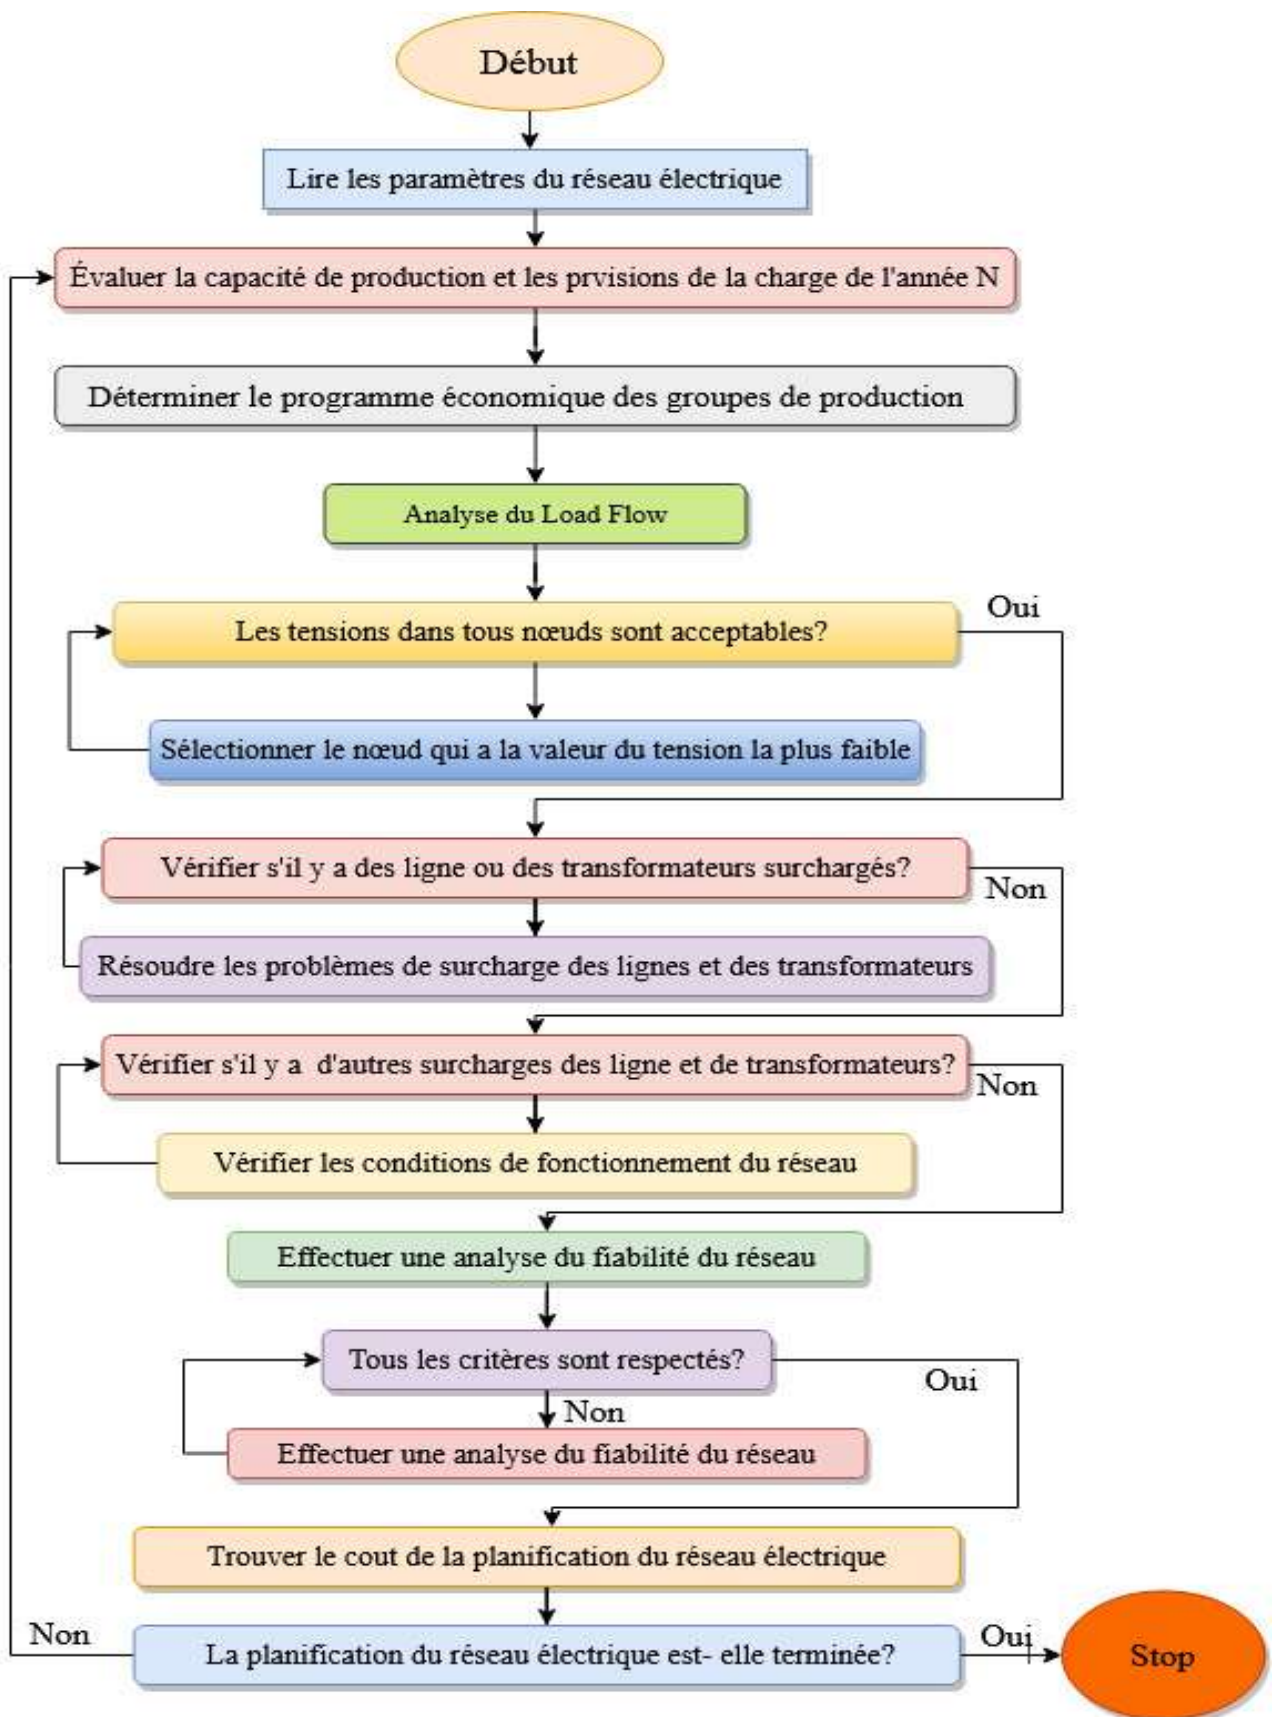 Début
Lire les paramètres du réseau électrique
Évaluer la capacité de production et les prvisions de la charge de l'année N
Déterminer le programme économique des groupes de production
Analyse du Load Flow
Les tensions dans tous nœuds sont acceptables?
Oui
Sélectionner le nœud qui a la valeur du tension la plus faible
Vérifier s'il y a des ligne ou des transformateurs surchargés?
Non
Résoudre les problèmes de surcharge des lignes et des transformateurs
Vérifier s'il y a d'autres surcharges des ligne et de transformateurs?
Non
Vérifier les conditions de fonctionnement du réseau
Effectuer une analyse du fiabilité du réseau
Tous les critères sont respectés?
Oui
Non
Effectuer une analyse du fiabilité du réseau
Trouver le cout de la planification du réseau électrique
Non
La planification du réseau électrique est- elle terminée?
Oui
Stop